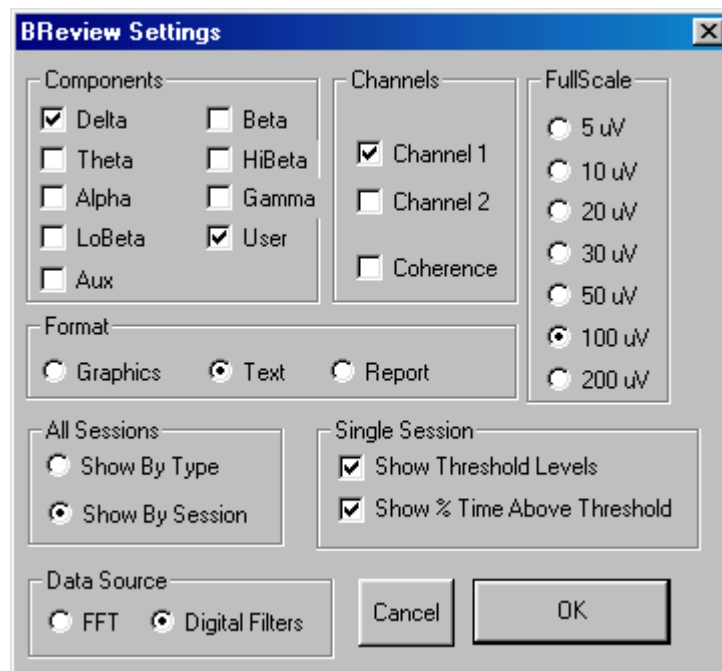 BReview Settings
Components
Delta
Theta
Alpha
LoBeta
Aux
Beta
HiBeta
Gamma
User
Channels
Channel 1
Channel 2
Coherence
FullScale
5 uV
10 uV
20 uV
30 uV
50 uV
100 uV
200 uV
Format
Graphics
Text
Report
All Sessions
Show By Type
Show By Session
Single Session
Show Threshold Levels
Show % Time Above Threshold
Data Source
FFT
Digital Filters
Cancel
OK